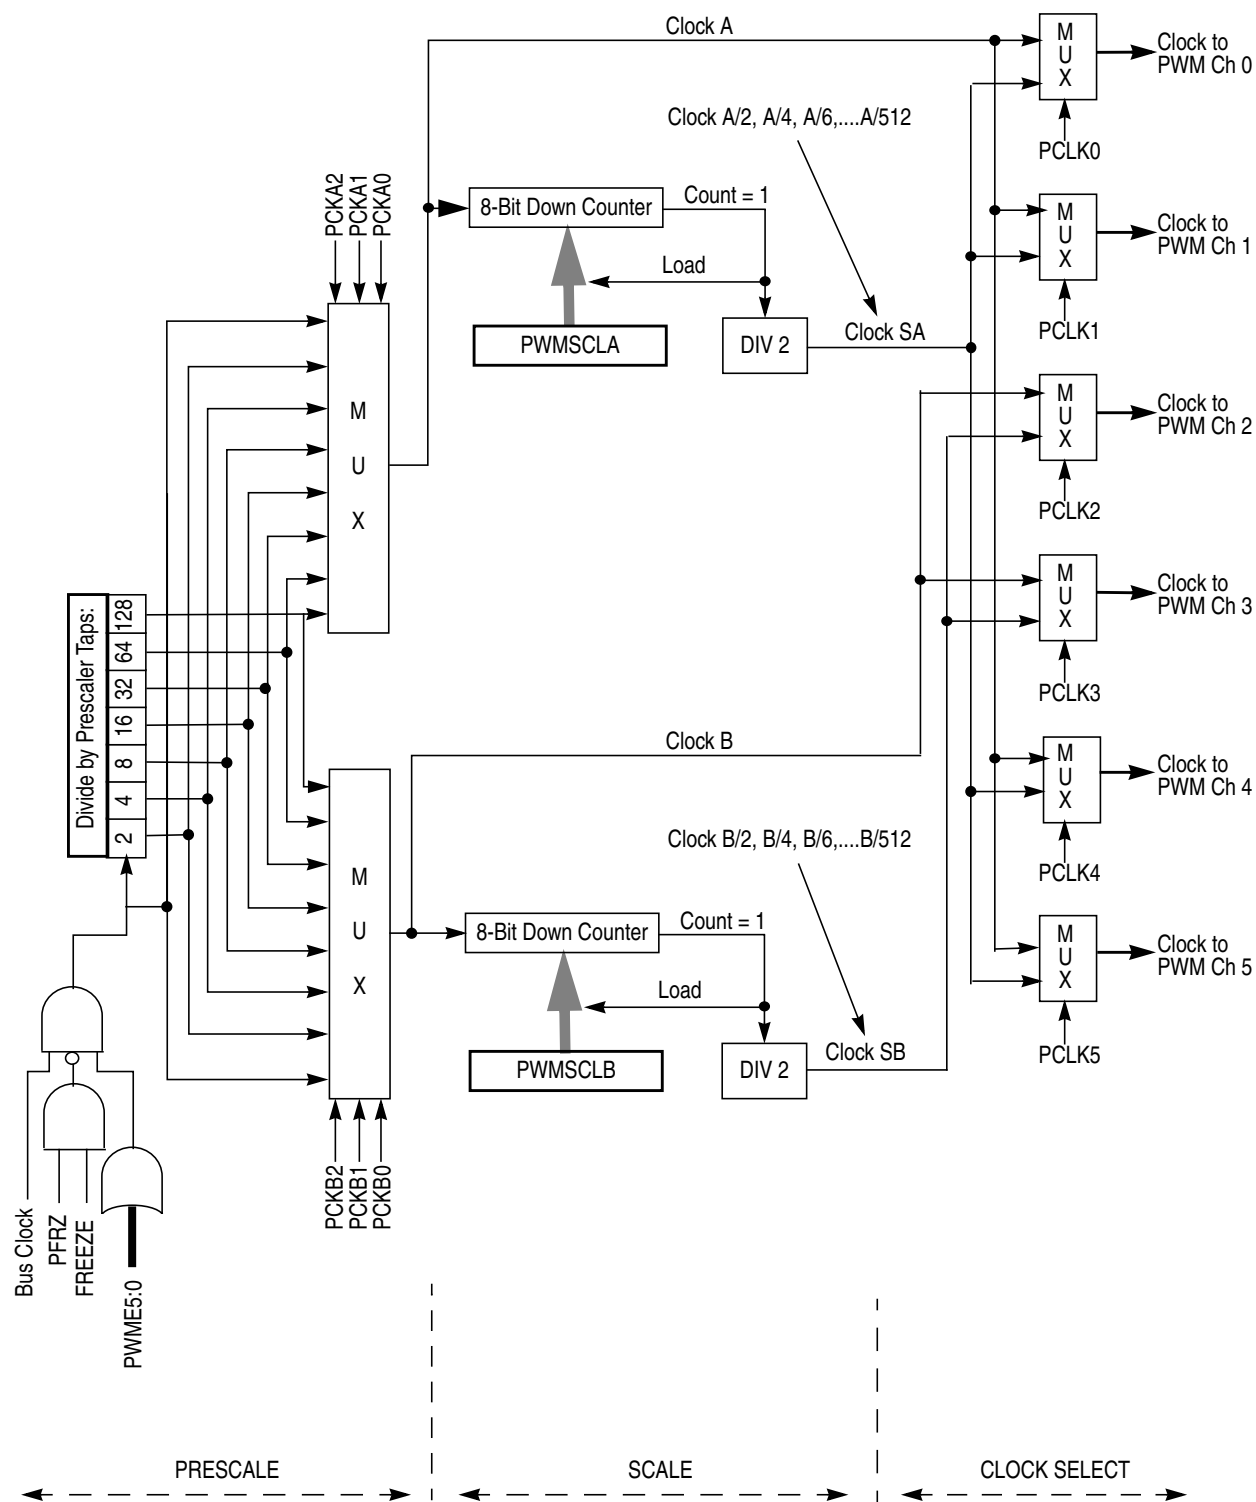 Clock A
M
U
X
Clock to
PWM Ch 0
PCLK0
Clock A/2, A/4, A/6,....A/512
PCKA2
PCKA1
PCKA0
8-Bit Down Counter
Count = 1
M
U
X
Clock to
PWM Ch 1
PCLK1
Load
PWMSCLA
DIV 2
Clock SA
M
U
X
M
U
X
Clock to
PWM Ch 2
PCLK2
M
U
X
Clock to
PWM Ch 3
PCLK3
Divide by Prescaler Taps:
128
64
32
16
8
4
2
Clock B
M
U
X
Clock to
PWM Ch 4
PCLK4
Clock B/2, B/4, B/6,....B/512
M
U
X
8-Bit Down Counter
Count = 1
M
U
X
Clock to
PWM Ch 5
PCLK5
Load
PWMSCLB
DIV 2
Clock SB
PCKB2
PCKB1
PCKB0
Bus Clock
PFRZ
FREEZE
PWME5:0
PRESCALE
SCALE
CLOCK SELECT